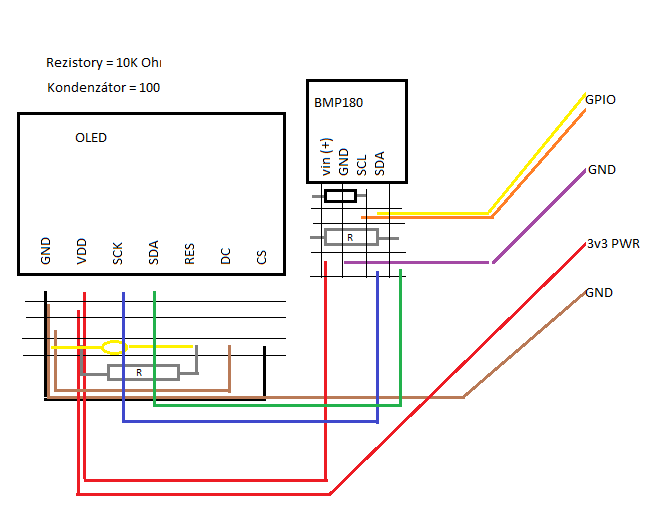 Rezistory = 10K Oh
Kondenzátor = 100
BMP180
OLED
vin (+)
GND
SCL
SDA
GPIO
GND
3v3 PWR
GND
GND
VDD
SCK
SDA
RES
DC
CS
R
R